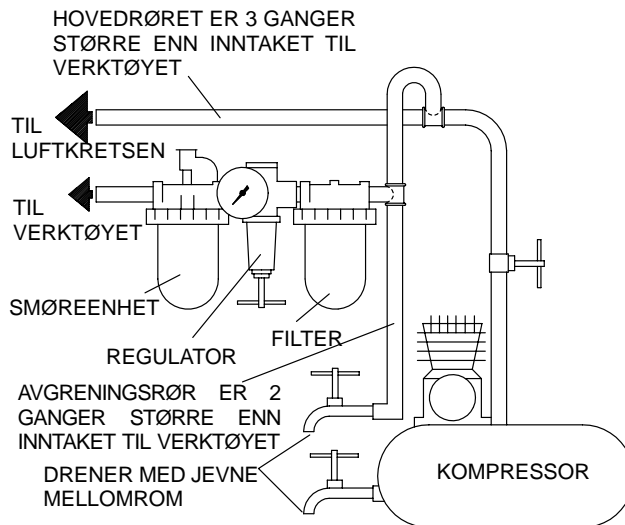 HOVEDRØRET ER 3 GANGER
STØRRE ENN INNTAKET TIL
VERKTØYET
TIL
LUFTKRETSEN
TIL
VERKTØYET
SMØREENHET
FILTER
REGULATOR
AVGRENINGSRØR ER 2
GANGER STØRRE ENN
INNTAKET TIL VERKTØYET
DRENER MED JEVNE
MELLOMROM
KOMPRESSOR